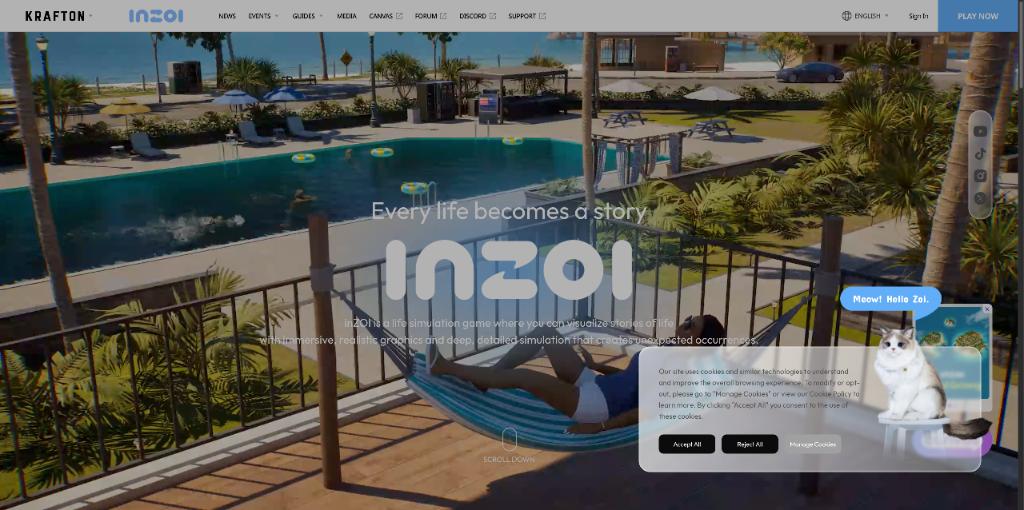 KRAFTON
inZOI
NEWS
EVENTS
GUIDES
MEDIA
CANVAS
FORUM
DISCORD
SUPPORT
ENGLISH
Sign In
PLAY NOW
Every life becomes a story
inZOI
inZOI is a life simulation game where you can visualize stories of life
with immersive, realistic graphics and deep, detailed simulation that creates unexpected occurrences.
Meow! Hello Zoi.
Our site uses cookies and similar technologies to understand
and improve the overall browsing experience. To modify or opt-
out, please go to "Manage Cookies" or view our Cookie Policy to
learn more. By clicking "Accept All" you consent to the use of
these cookies.
Accept All
Reject All
Manage Cookies
SCROLL DOWN